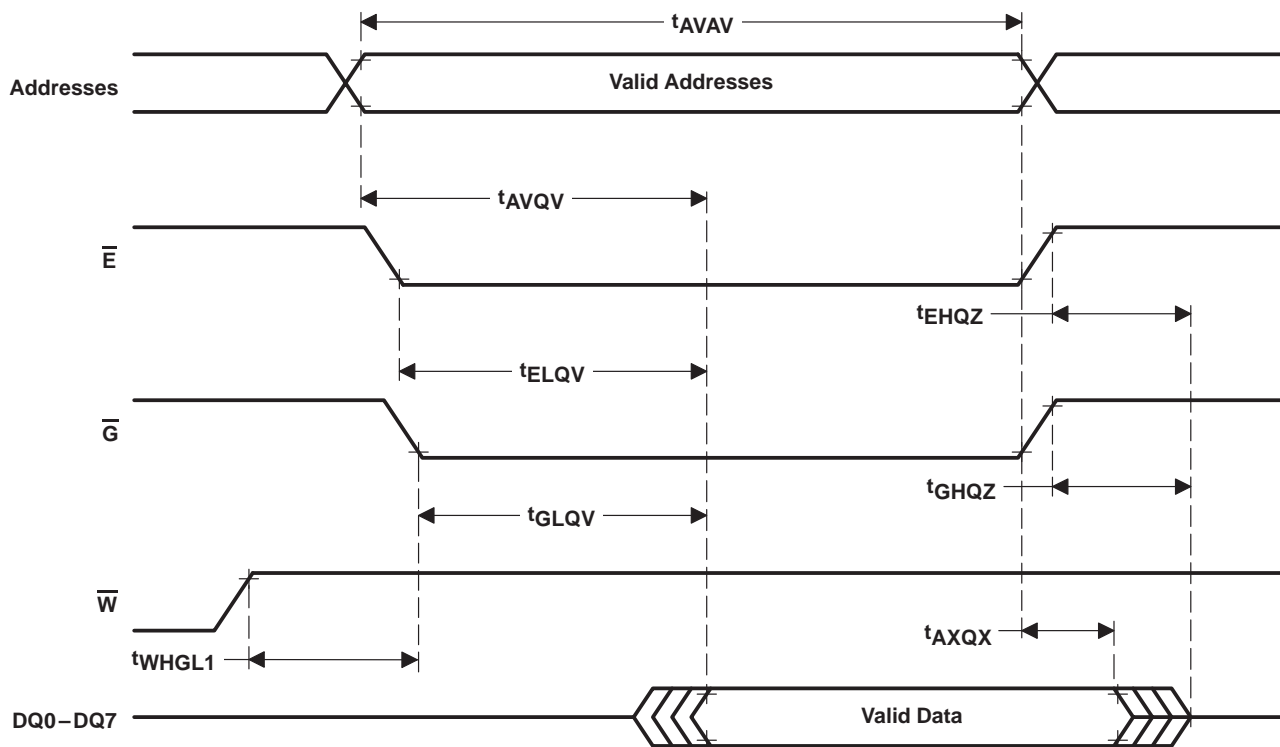 tAVAV
Addresses
Valid Addresses
tAVQV
E̅
tEHQZ
tELQV
G̅
tGHQZ
tGLQV
W̅
tAXQX
tWHGL1
DQ0–DQ7
Valid Data